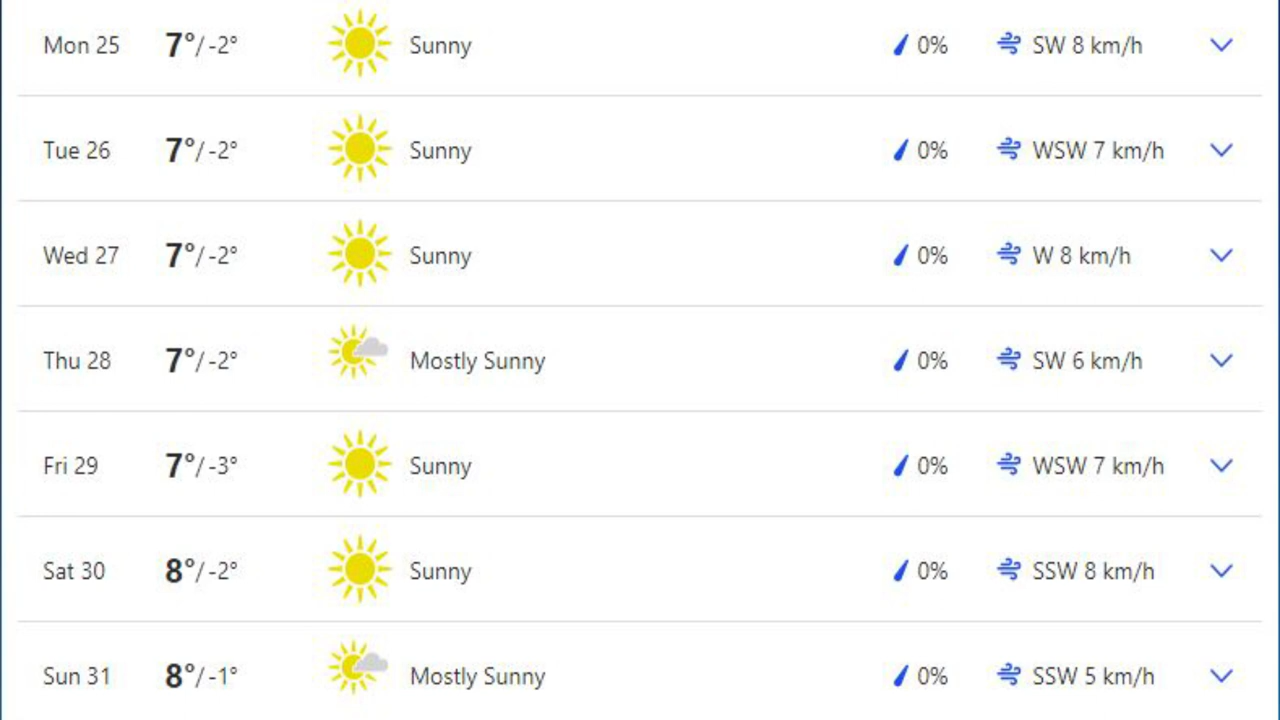 Mon 25 7°/ -2° Sunny 0% SW 8 km/h
Tue 26 7°/ -2° Sunny 0% WSW 7 km/h
Wed 27 7°/ -2° Sunny 0% W 8 km/h
Thu 28 7°/ -2° Mostly Sunny 0% SW 6 km/h
Fri 29 7°/ -3° Sunny 0% WSW 7 km/h
Sat 30 8°/ -2° Sunny 0% SSW 8 km/h
Sun 31 8°/ -1° Mostly Sunny 0% SSW 5 km/h